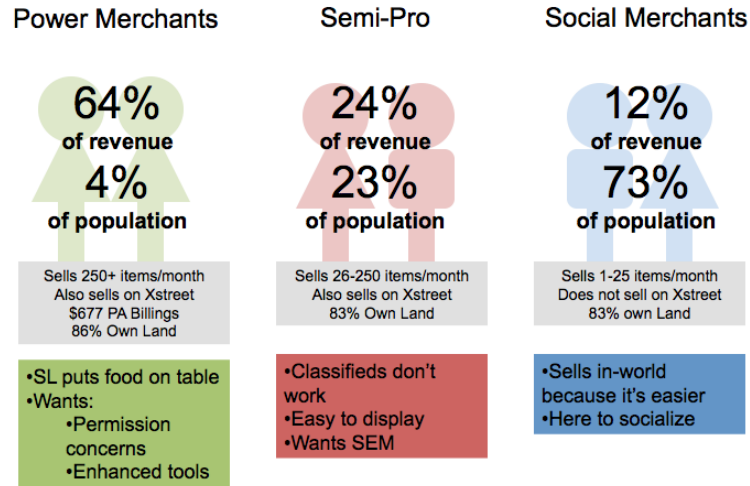 Power Merchants
64%
of revenue
4%
of population
Sells 250+ items/month
Also sells on Xstreet
$677 PA Billings
86% Own Land
•SL puts food on table
•Wants:
•Permission
concerns
•Enhanced tools
Semi-Pro
24%
of revenue
23%
of population
Sells 26-250 items/month
Also sells on Xstreet
83% Own Land
•Classifieds don't
work
•Easy to display
•Wants SEM
Social Merchants
12%
of revenue
73%
of population
Sells 1-25 items/month
Does not sell on Xstreet
83% own Land
•Sells in-world
because it's easier
•Here to socialize